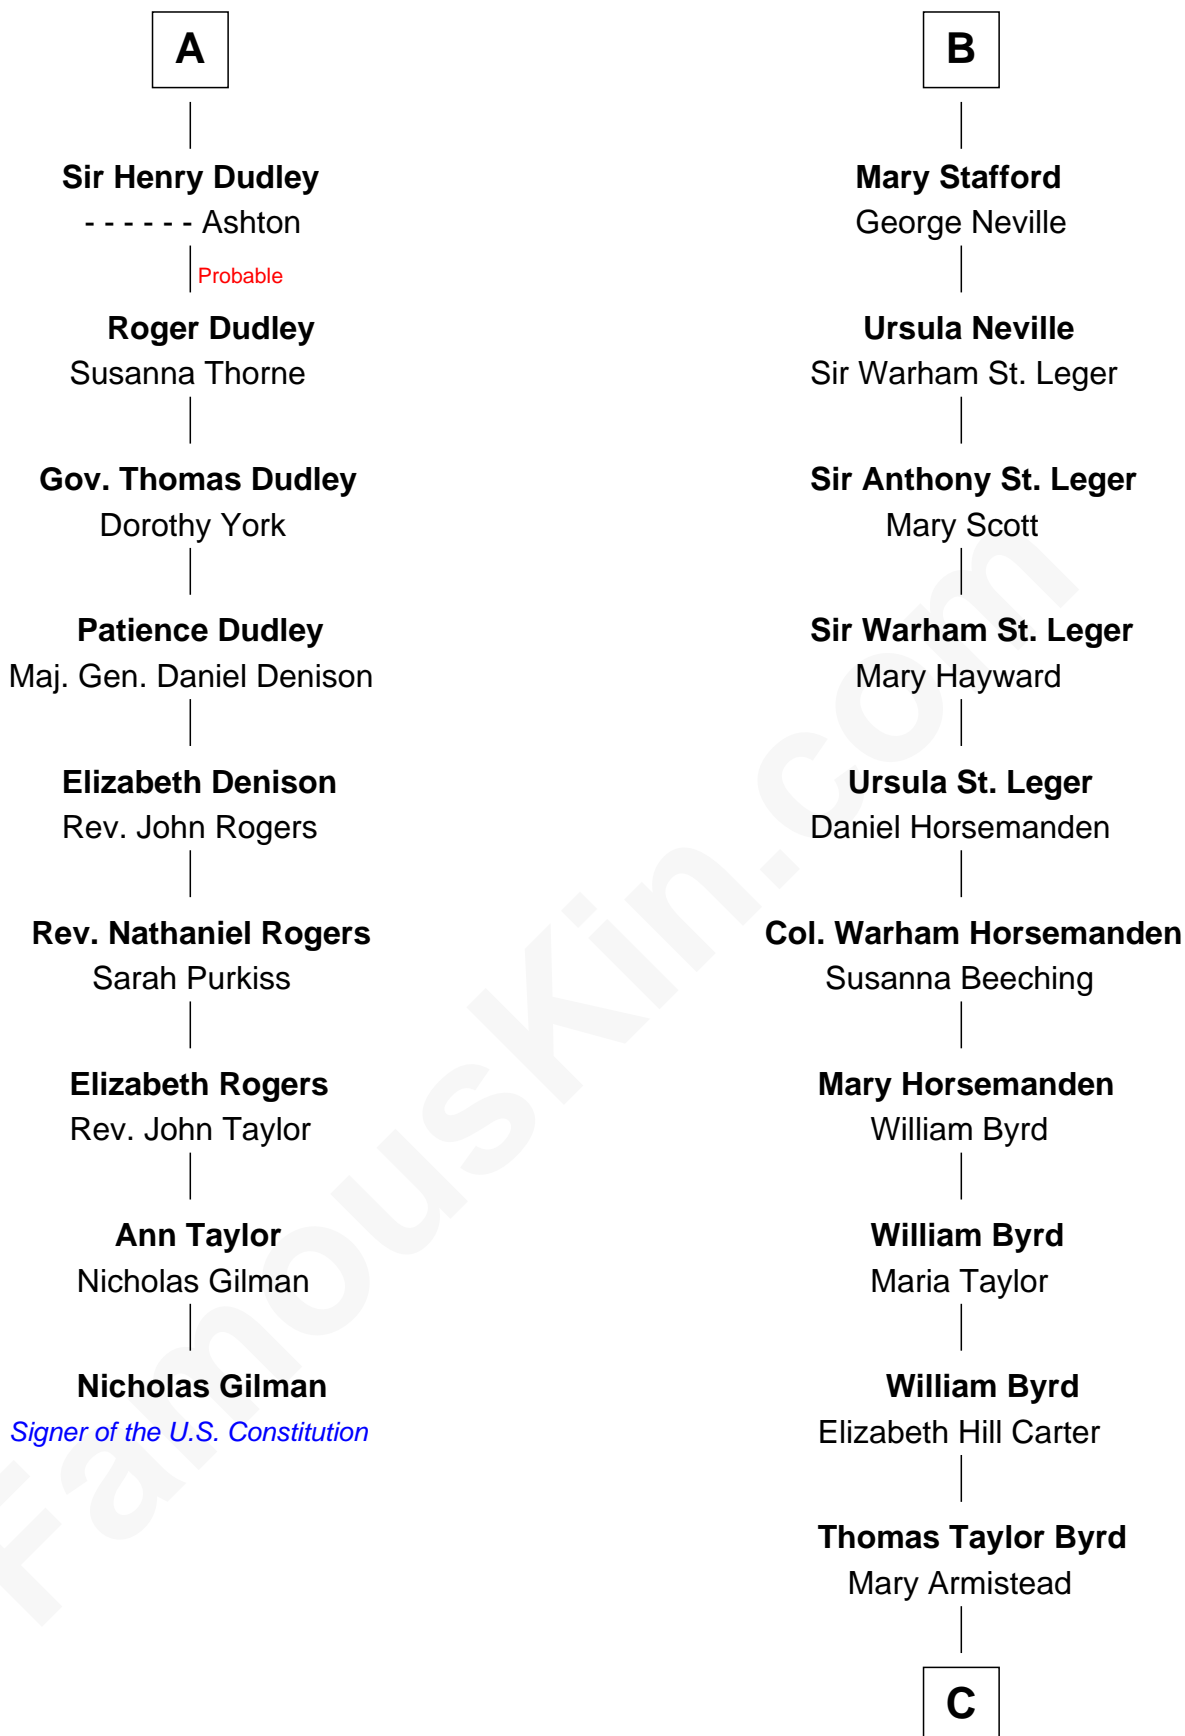 A
Sir Henry Dudley
- - - - - - Ashton
Probable
Roger Dudley
Susanna Thorne
Gov. Thomas Dudley
Dorothy York
Patience Dudley
Maj. Gen. Daniel Denison
Elizabeth Denison
Rev. John Rogers
Rev. Nathaniel Rogers
Sarah Purkiss
Elizabeth Rogers
Rev. John Taylor
Ann Taylor
Nicholas Gilman
Nicholas Gilman
Signer of the U.S. Constitution
B
Mary Stafford
George Neville
Ursula Neville
Sir Warham St. Leger
Sir Anthony St. Leger
Mary Scott
Sir Warham St. Leger
Mary Hayward
Ursula St. Leger
Daniel Horsemanden
Col. Warham Horsemanden
Susanna Beeching
Mary Horsemanden
William Byrd
William Byrd
Maria Taylor
William Byrd
Elizabeth Hill Carter
Thomas Taylor Byrd
Mary Armistead
C
FamousKin.com